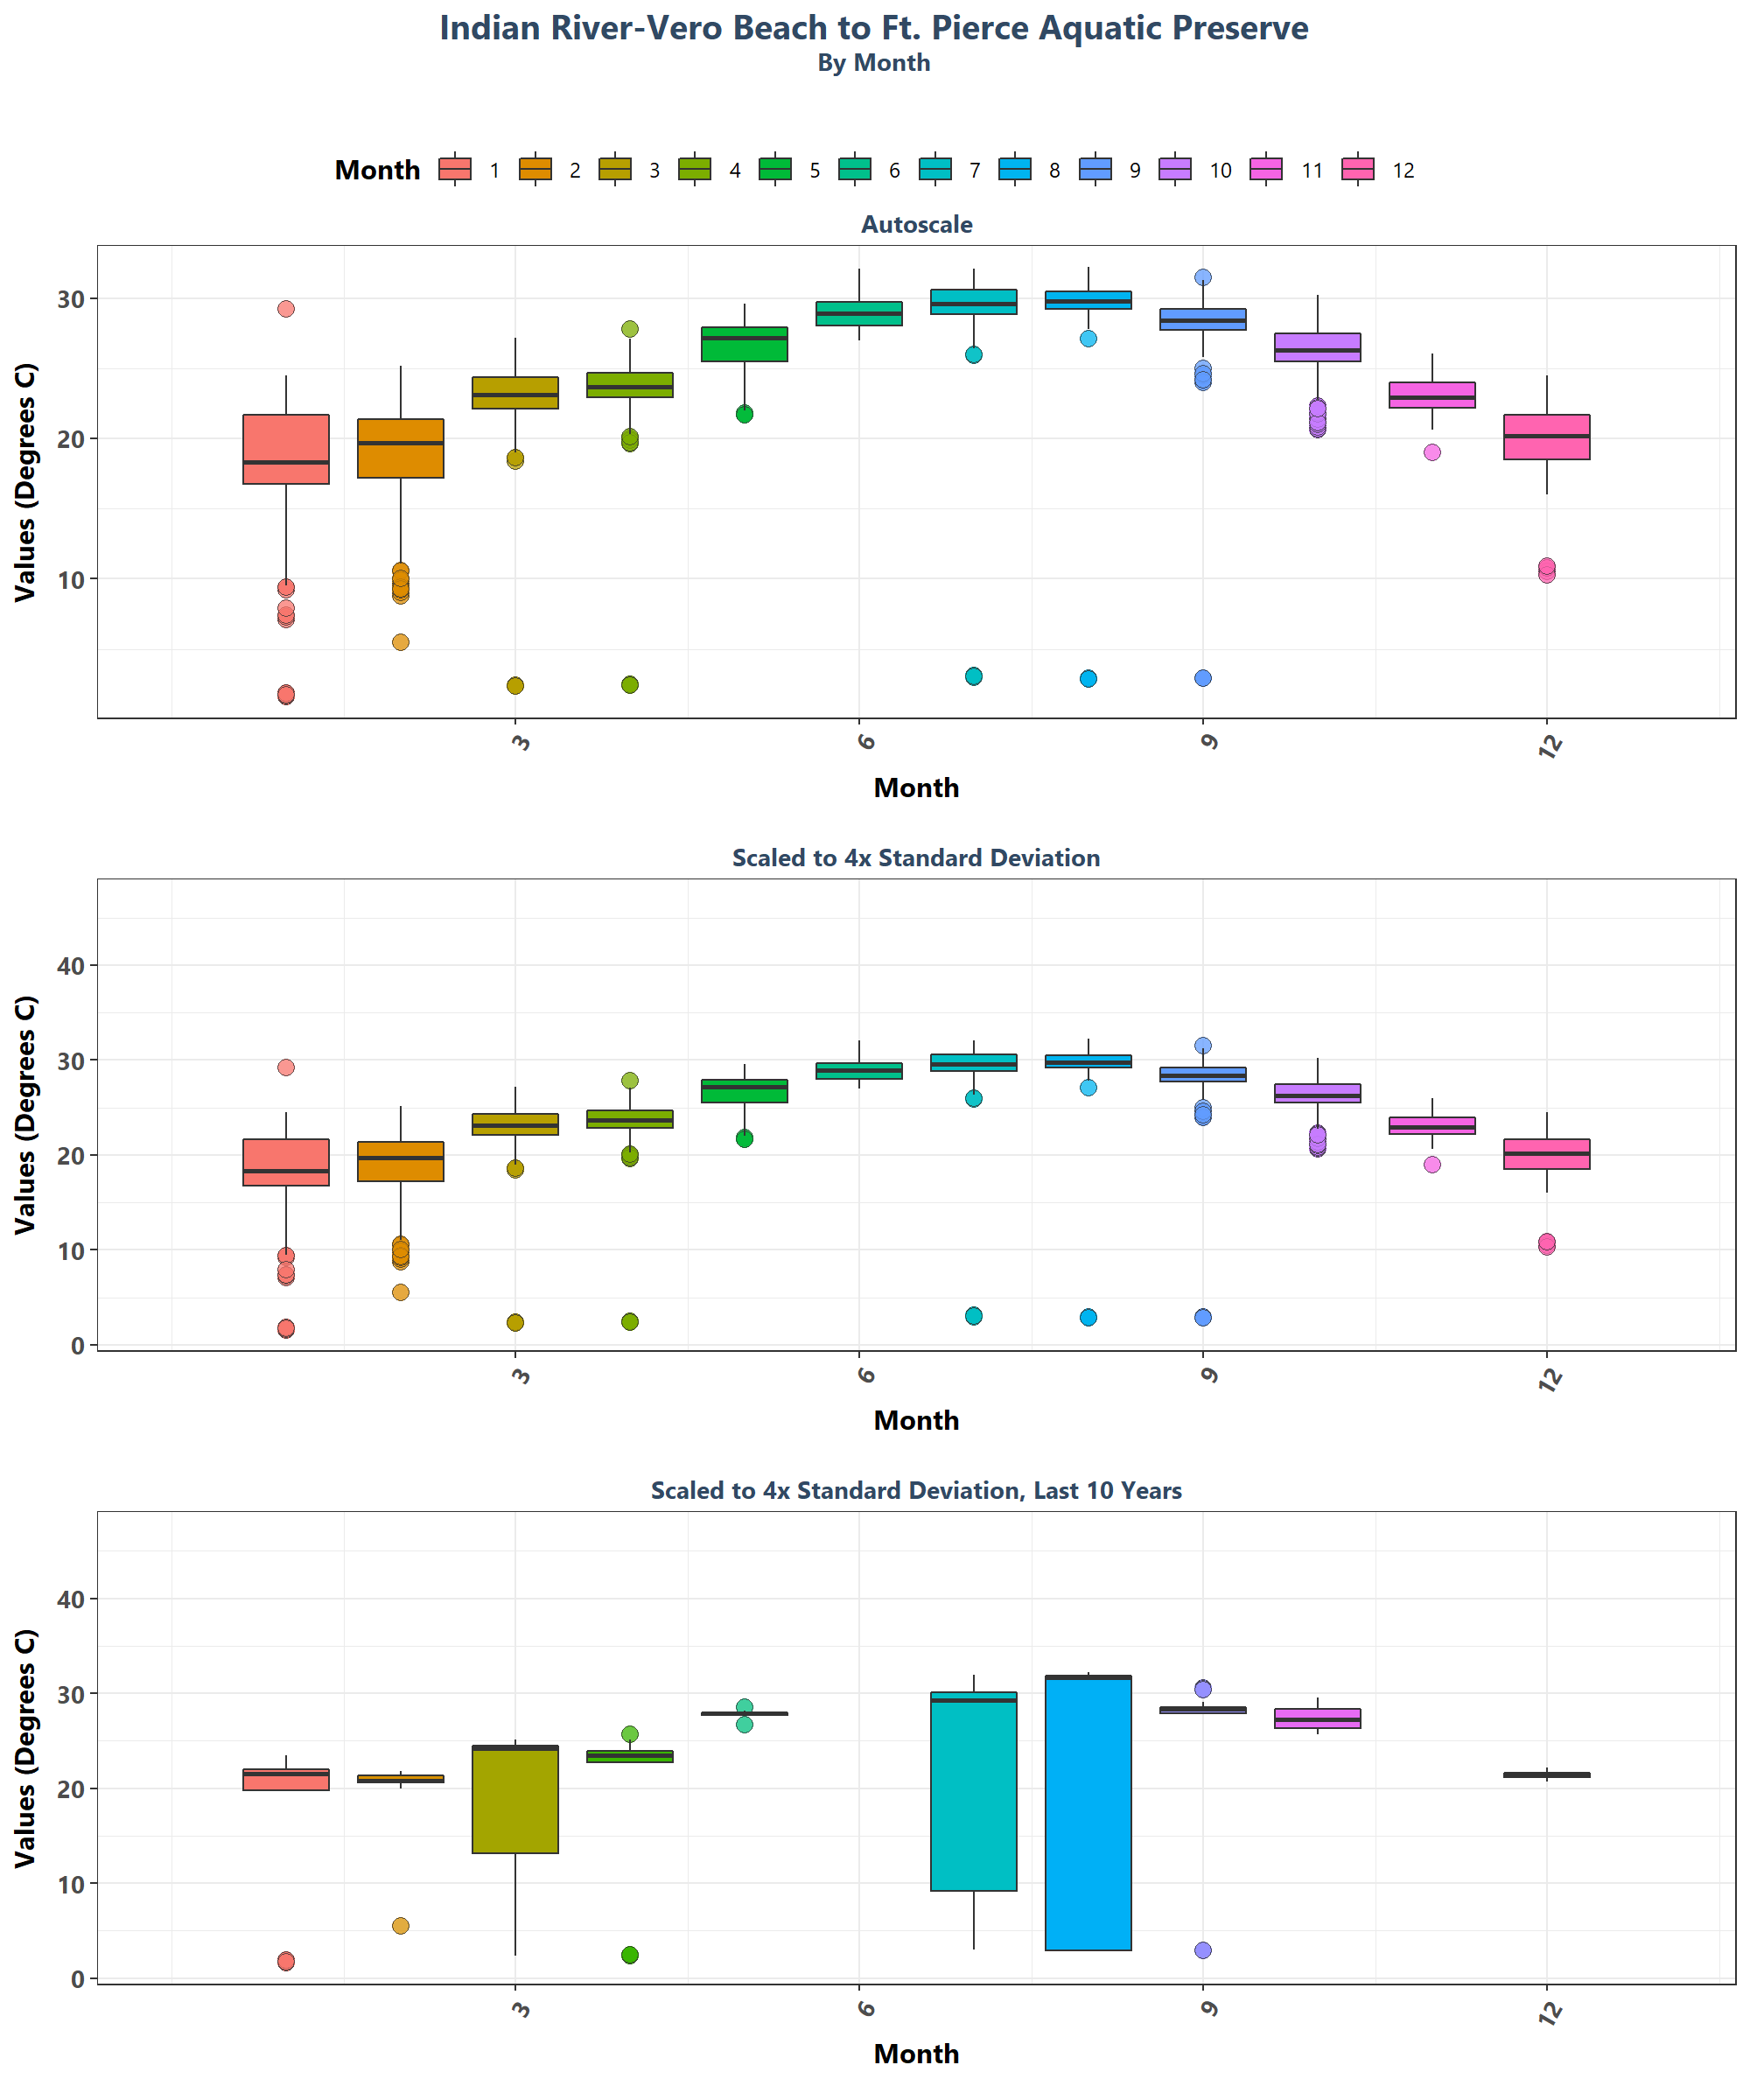 Indian River-Vero Beach to Ft. Pierce Aquatic Preserve
By Month
Month 1 2 3 4 5 6 7 8 9 10 11 12
Autoscale
Values (Degrees C)
30
20
10
3 6 9 12
Month
Scaled to 4x Standard Deviation
Values (Degrees C)
40
30
20
10
0
3 6 9 12
Month
Scaled to 4x Standard Deviation, Last 10 Years
Values (Degrees C)
40
30
20
10
0
3 6 9 12
Month